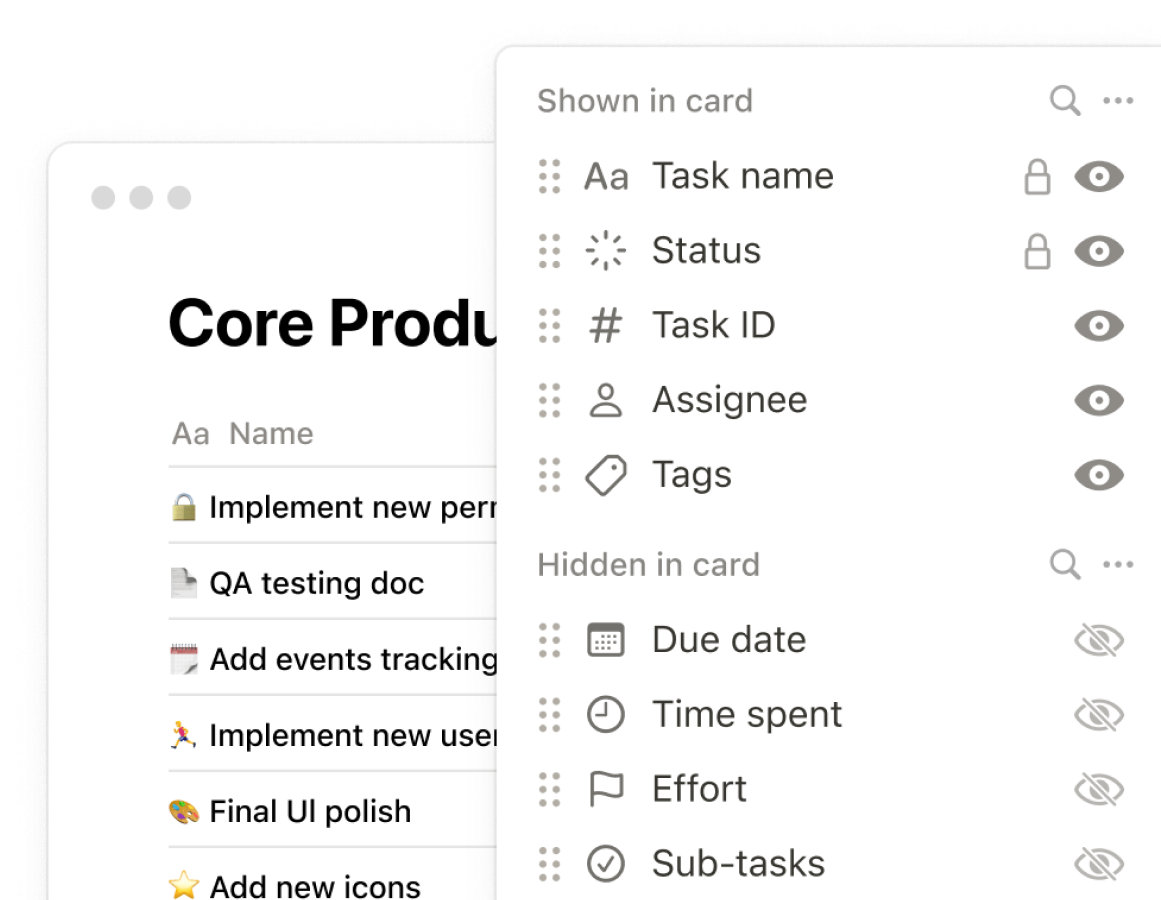 Shown in card
Aa Task name
Status
Task ID
Assignee
Tags
Hidden in card
Due date
Time spent
Effort
Sub-tasks
Core Produ
Aa Name
Implement new per
QA testing doc
Add events tracking
Implement new user
Final UI polish
Add new icons